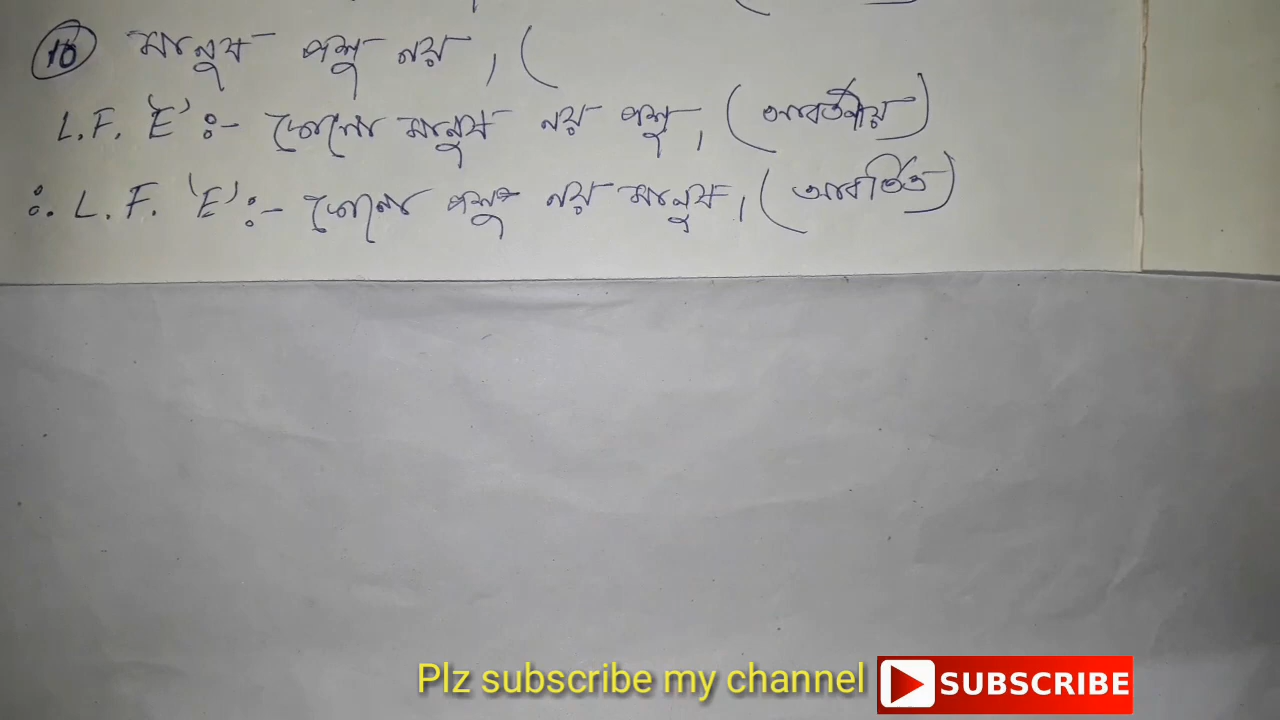 (10) মানুষ পশু নয়, (
L.F. 'E' :- কোনো মানুষ নয় পশু, (আবর্তনীয়)
∴ L.F. 'E' :- কোনো পশু নয় মানুষ, (আবর্তিত)
Plz subscribe my channel SUBSCRIBE